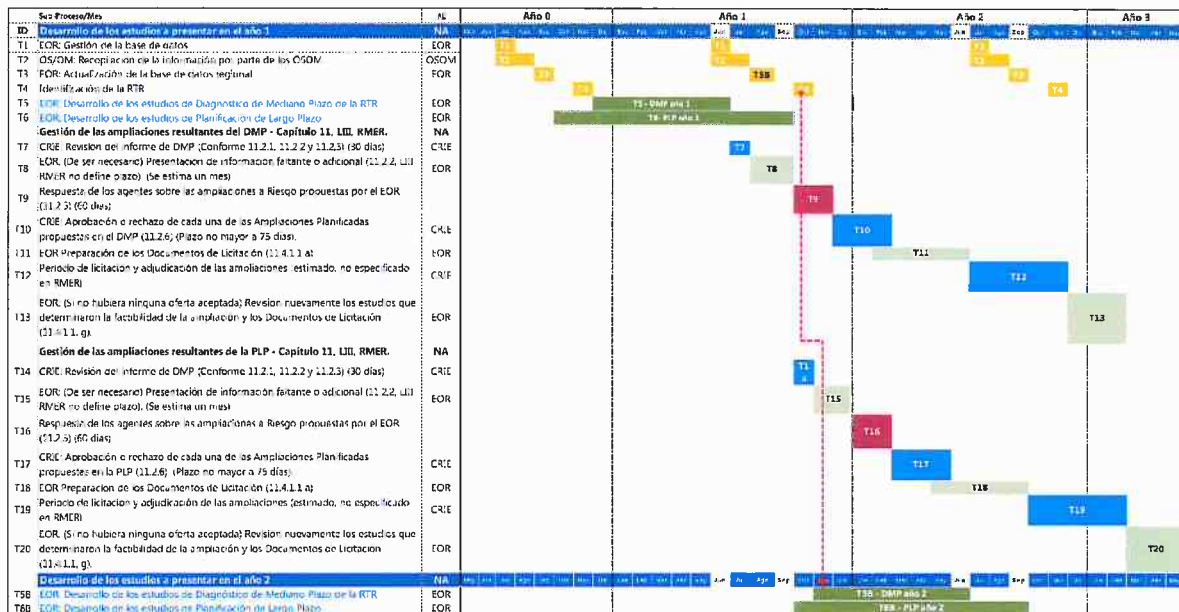 Sub-Proceso/Mes
Año 0
Año 1
Año 2
Año 3
ID Desarrollo de los estudios a presentar en el año 1 NA
T1 EOR: Gestión de la base de datos EOR
T2 OS/OM: Recopilación de la información por parte de los OSOM OSOM
T3 EOR: Actualización de la base de datos regional EOR T5B
T4 Identificación de la RTR T4
T5 EOR: Desarrollo de los estudios de Diagnóstico de Mediano Plazo de la RTR EOR T5 - DMP año 1
T6 EOR: Desarrollo de los estudios de Planificación de Largo Plazo EOR T6- PLP año 1
Gestión de las ampliaciones resultantes del DMP - Capítulo 11, LIII, RMER. NA
T7 CRIE: Revisión del informe de DMP (Conforme 11.2.1, 11.2.2 y 11.2.3) (30 días) CRIE T7
T8 EOR: (De ser necesario) Presentación de información faltante o adicional (11.2.2, LIII
RMER no define plazo). (Se estima un mes) EOR T8
T9 Respuesta de los agentes sobre las ampliaciones a Riesgo propuestas por el EOR
(11.2.5) (60 días) T9
T10 CRIE: Aprobación o rechazo de cada una de las Ampliaciones Planificadas
propuestas en el DMP (11.2.6) (Plazo no mayor a 75 días). CRIE T10
T11 EOR Preparación de los Documentos de Licitación (11.4.1.1 a) EOR T11
T12 Periodo de licitación y adjudicación de las ampliaciones (estimado, no especificado
en RMER) CRIE T12
T13 EOR: (Si no hubiera ninguna oferta aceptada) Revisión nuevamente los estudios que
determinaron la factibilidad de la ampliación y los Documentos de Licitación
(11.4.1.1, g). EOR T13
Gestión de las ampliaciones resultantes de la PLP - Capítulo 11, LIII, RMER. NA
T14 CRIE: Revisión del informe de DMP (Conforme 11.2.1, 11.2.2 y 11.2.3) (30 días) CRIE
T15 EOR: (De ser necesario) Presentación de información faltante o adicional (11.2.2, LIII
RMER no define plazo). (Se estima un mes) EOR T15
T16 Respuesta de los agentes sobre las ampliaciones a Riesgo propuestas por el EOR
(11.2.5) (60 días) T16
T17 CRIE: Aprobación o rechazo de cada una de las Ampliaciones Planificadas
propuestas en la PLP (11.2.6) (Plazo no mayor a 75 días) CRIE T17
T18 EOR Preparación de los Documentos de Licitación (11.4.1.1 a) EOR T18
T19 Periodo de licitación y adjudicación de las ampliaciones (estimado, no especificado
en RMER) CRIE T19
T20 EOR: (Si no hubiera ninguna oferta aceptada) Revisión nuevamente los estudios que
determinaron la factibilidad de la ampliación y los Documentos de Licitación
(11.4.1.1, g). EOR T20
Desarrollo de los estudios a presentar en el año 2 NA
T5B EOR: Desarrollo de los estudios de Diagnóstico de Mediano Plazo de la RTR EOR T5B - DMP año 2
T6B EOR: Desarrollo de los estudios de Planificación de Largo Plazo EOR T6B - PLP año 2